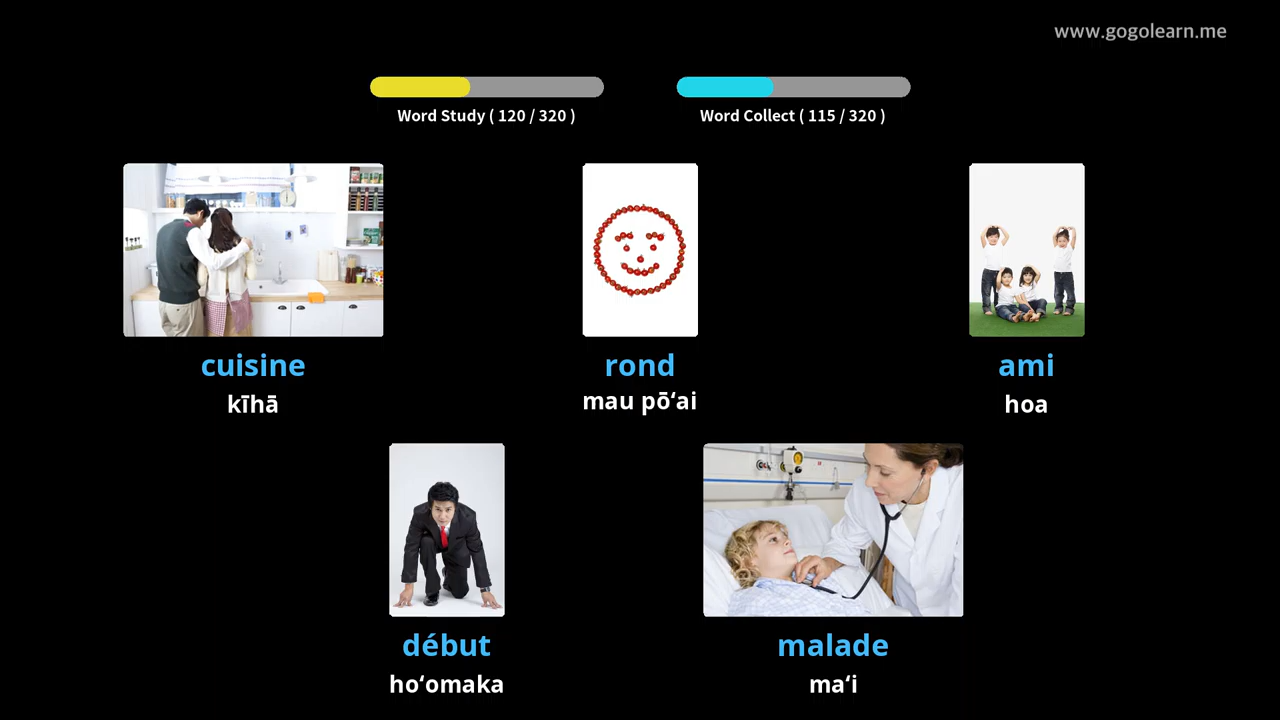 www.gogolearn.me
Word Study ( 120 / 320 )
Word Collect ( 115 / 320 )
cuisine
kīhā
rond
mau pōʻai
ami
hoa
début
hoʻomaka
malade
maʻi